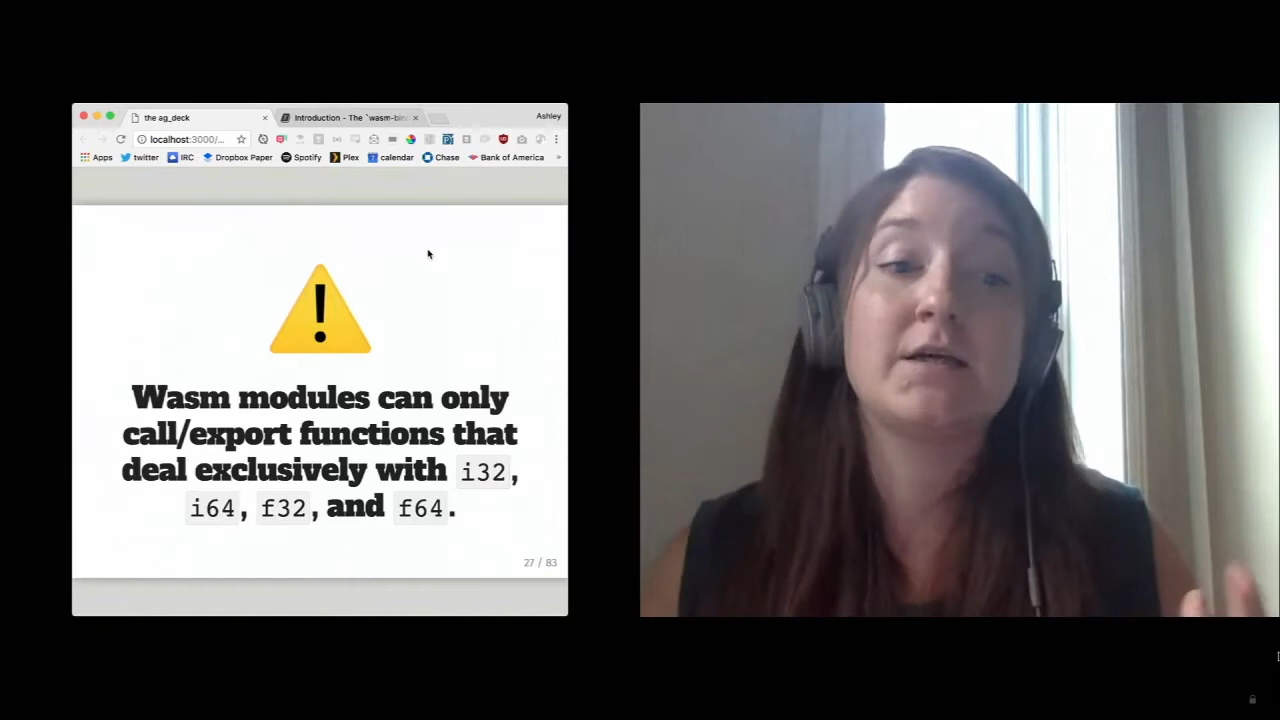 the ag_deck
Introduction - The `wasm-bin
Ashley
localhost:3000/...
Apps twitter IRC Dropbox Paper Spotify Plex calendar Chase Bank of America »
!
Wasm modules can only
call/export functions that
deal exclusively with i32,
i64, f32, and f64.
27 / 83